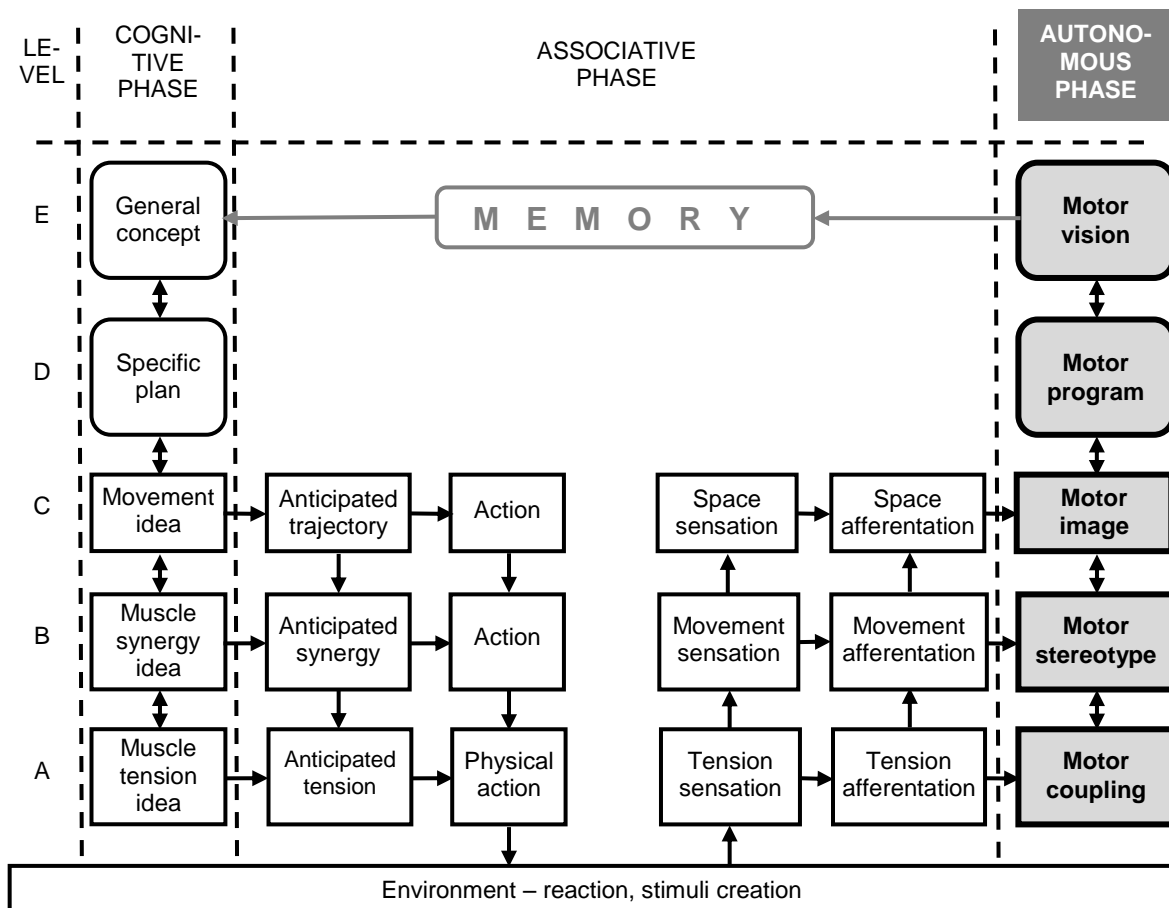 LE-
VEL
COGNI-
TIVE
PHASE
ASSOCIATIVE
PHASE
AUTONO-
MOUS
PHASE
E
General
concept
M E M O R Y
Motor
vision
D
Specific
plan
Motor
program
C
Movement
idea
Anticipated
trajectory
Action
Space
sensation
Space
afferentation
Motor
image
B
Muscle
synergy
idea
Anticipated
synergy
Action
Movement
sensation
Movement
afferentation
Motor
stereotype
A
Muscle
tension
idea
Anticipated
tension
Physical
action
Tension
sensation
Tension
afferentation
Motor
coupling
Environment – reaction, stimuli creation